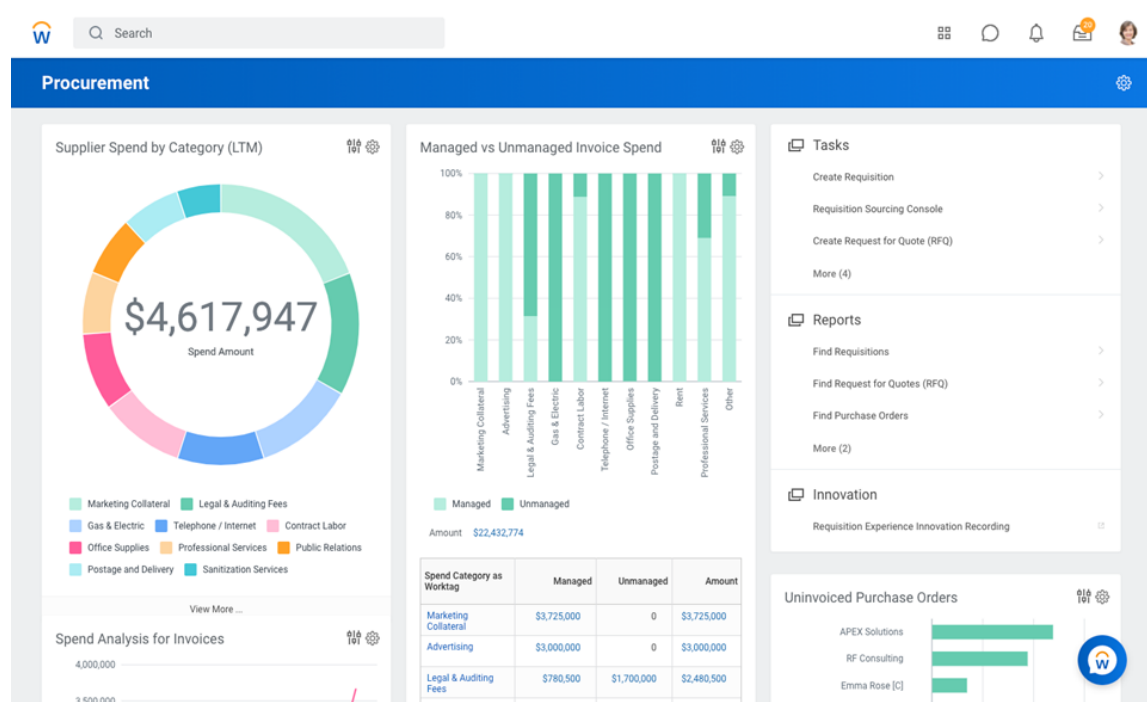 w
Search
20
Procurement
Supplier Spend by Category (LTM)
$4,617,947
Spend Amount
Marketing Collateral Legal & Auditing Fees
Gas & Electric Telephone / Internet Contract Labor
Office Supplies Professional Services Public Relations
Postage and Delivery Sanitization Services
View More ...
Spend Analysis for Invoices
4,000,000
3,500,000
Managed vs Unmanaged Invoice Spend
100%
80%
60%
40%
20%
0%
Marketing Collateral
Advertising
Legal & Auditing Fees
Gas & Electric
Contract Labor
Telephone / Internet
Office Supplies
Postage and Delivery
Rent
Professional Services
Other
Managed Unmanaged
Amount $22,432,774
Spend Category as Worktag Managed Unmanaged Amount
Marketing Collateral $3,725,000 0 $3,725,000
Advertising $3,000,000 0 $3,000,000
Legal & Auditing Fees $780,500 $1,700,000 $2,480,500
Tasks
Create Requisition
Requisition Sourcing Console
Create Request for Quote (RFQ)
More (4)
Reports
Find Requisitions
Find Request for Quotes (RFQ)
Find Purchase Orders
More (2)
Innovation
Requisition Experience Innovation Recording
Uninvoiced Purchase Orders
APEX Solutions
RF Consulting
Emma Rose [C]
w